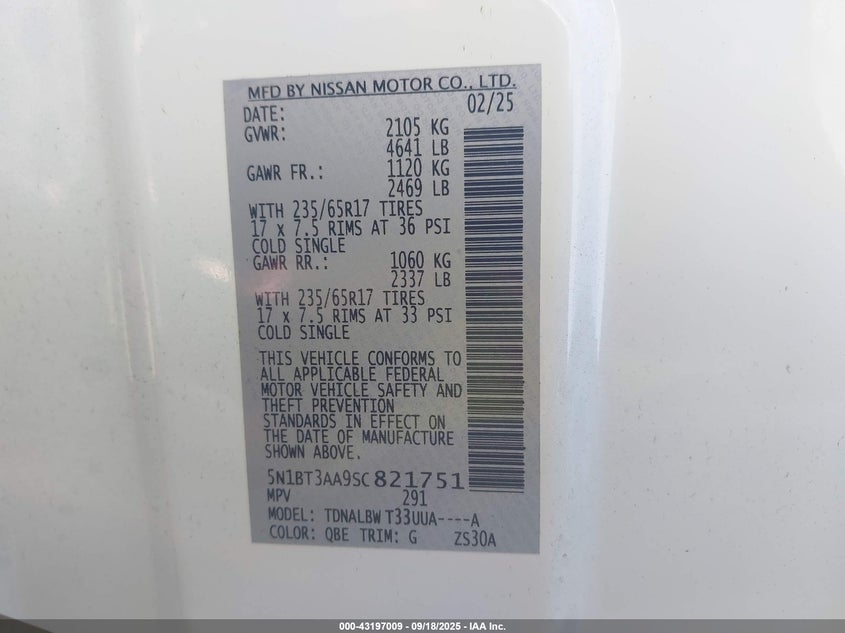 MFD BY NISSAN MOTOR CO., LTD.
DATE: 02/25
GVWR: 2105 KG
4641 LB
GAWR FR.: 1120 KG
2469 LB
WITH 235/65R17 TIRES
17 x 7.5 RIMS AT 36 PSI
COLD SINGLE
GAWR RR.: 1060 KG
2337 LB
WITH 235/65R17 TIRES
17 x 7.5 RIMS AT 33 PSI
COLD SINGLE
THIS VEHICLE CONFORMS TO
ALL APPLICABLE FEDERAL
MOTOR VEHICLE SAFETY AND
THEFT PREVENTION
STANDARDS IN EFFECT ON
THE DATE OF MANUFACTURE
SHOWN ABOVE.
5N1BT3AA9SC821751
MPV 291
MODEL: TDNALBW T33UUA----A
COLOR: QBE TRIM: G ZS30A
000-43197009 - 09/18/2025 - IAA Inc.